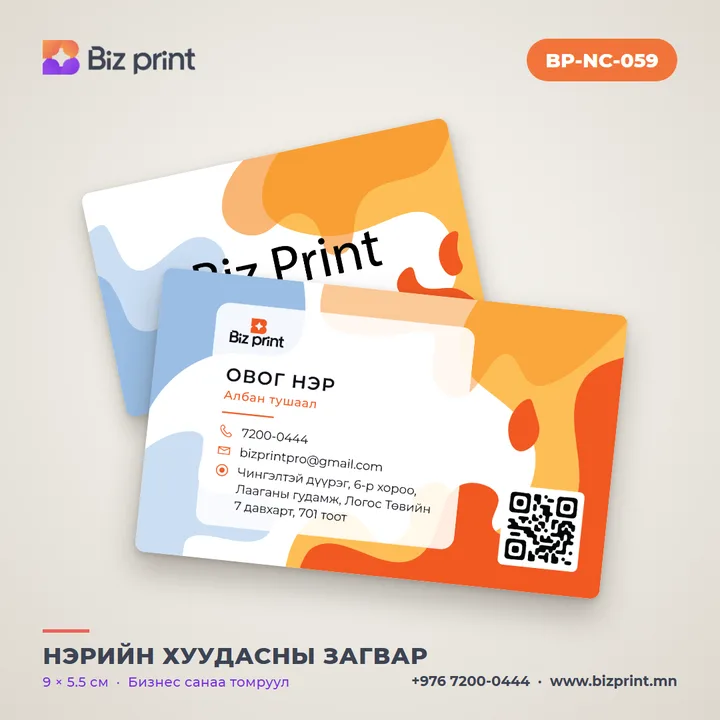 Biz print
BP-NC-059
Biz Print
Biz print
ОВОГ НЭР
Албан тушаал
7200-0444
bizprintpro@gmail.com
Чингэлтэй дүүрэг, 6-р хороо,
Лааганы гудамж, Логос Төвийн
7 давхарт, 701 тоот
НЭРИЙН ХУУДАСНЫ ЗАГВАР
9 × 5.5 см · Бизнес санаа томруул
+976 7200-0444 · www.bizprint.mn